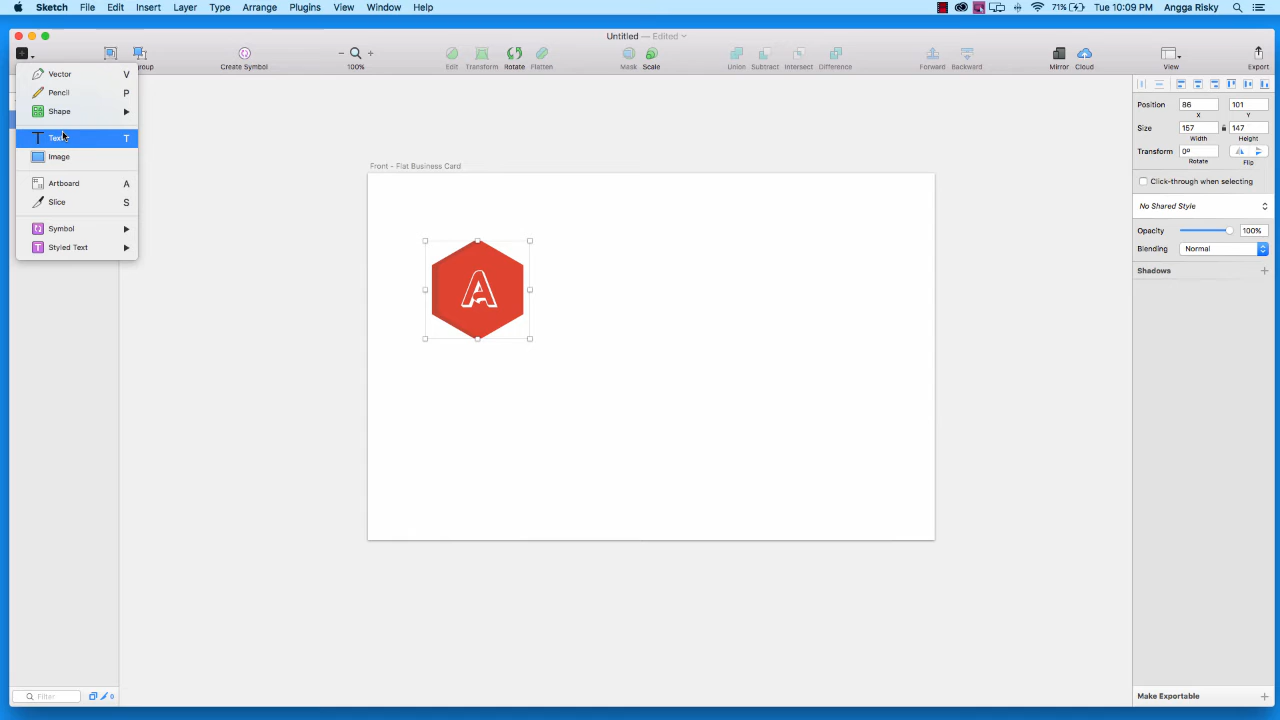 Sketch File Edit Insert Layer Type Arrange Plugins View Window Help 71% Tue 10:09 PM Angga Risky
Untitled — Edited
Create Symbol 100% Edit Transform Rotate Flatten Mask Scale Union Subtract Intersect Difference Forward Backward Mirror Cloud View Export
Vector V
Pencil P
Shape
Text T
Image
Artboard A
Slice S
Symbol
Styled Text
Front - Flat Business Card
A
Position 86 101
X Y
Size 157 147
Width Height
Transform 0º
Rotate Flip
Click-through when selecting
No Shared Style
Opacity 100%
Blending Normal
Shadows
Filter 0
Make Exportable